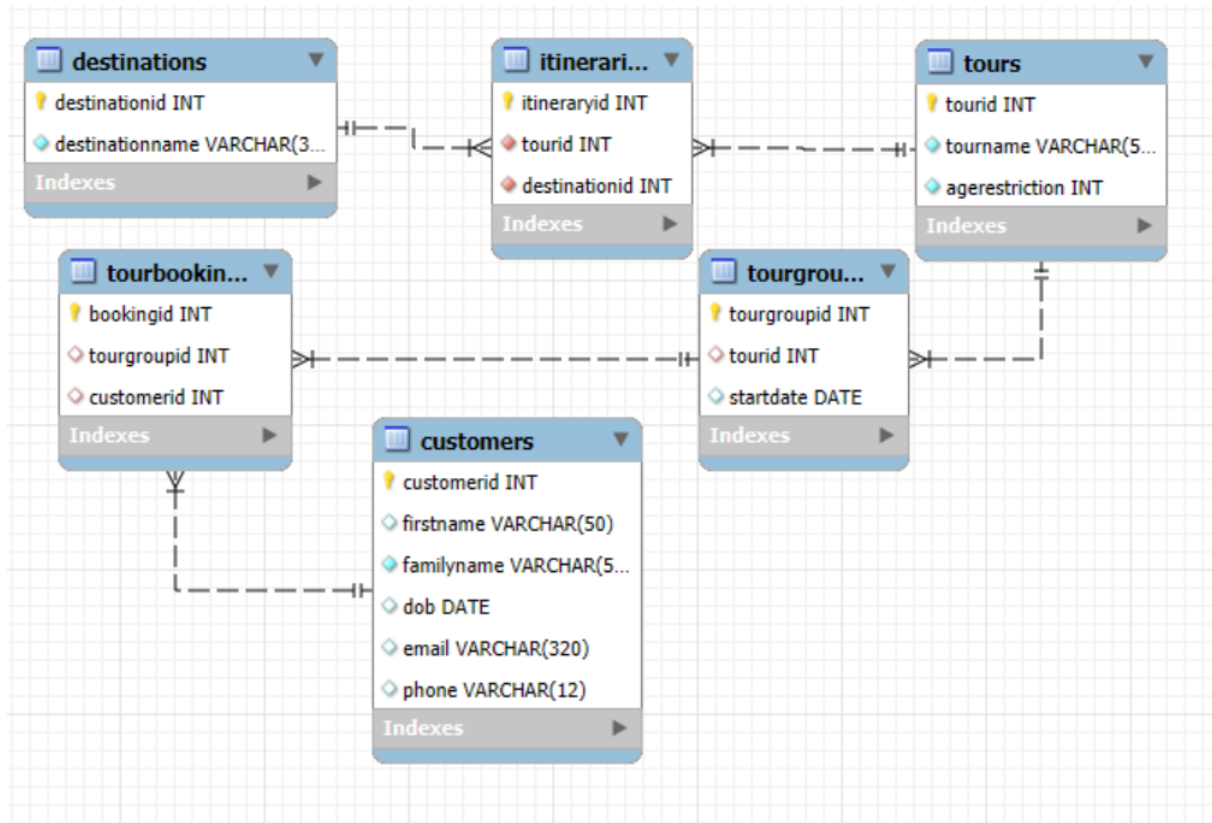 destinations
destinationid INT
destinationname VARCHAR(3...
Indexes
itinerari...
itineraryid INT
tourid INT
destinationid INT
Indexes
tours
tourid INT
tourname VARCHAR(5...
agerestriction INT
Indexes
tourbookin...
bookingid INT
tourgroupid INT
customerid INT
Indexes
tourgrou...
tourgroupid INT
tourid INT
startdate DATE
Indexes
customers
customerid INT
firstname VARCHAR(50)
familyname VARCHAR(5...
dob DATE
email VARCHAR(320)
phone VARCHAR(12)
Indexes